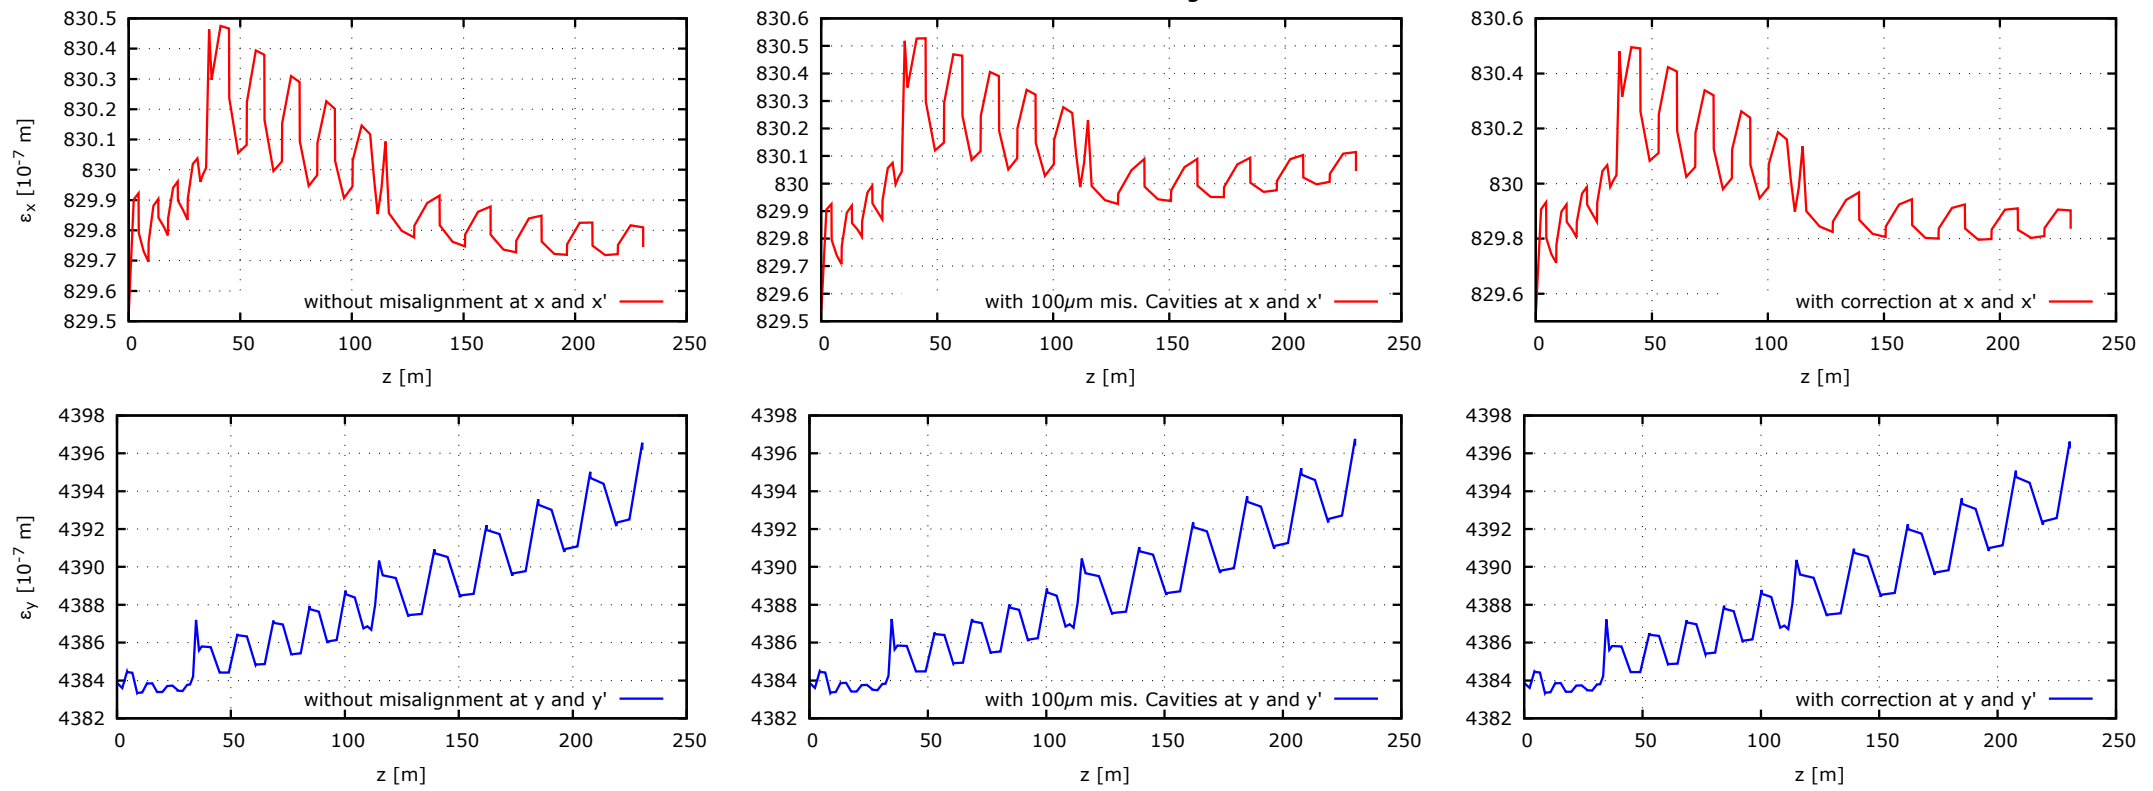 830.5
830.4
830.3
830.2
830.1
830
829.9
829.8
829.7
829.6
829.5
εx [10-7 m]
without misalignment at x and x'
0 50 100 150 200 250
z [m]
830.6
830.5
830.4
830.3
830.2
830.1
830
829.9
829.8
829.7
829.6
829.5
with 100μm mis. Cavities at x and x'
0 50 100 150 200 250
z [m]
830.6
830.4
830.2
830
829.8
829.6
with correction at x and x'
0 50 100 150 200 250
z [m]
4398
4396
4394
4392
4390
4388
4386
4384
4382
εy [10-7 m]
without misalignment at y and y'
0 50 100 150 200 250
z [m]
4398
4396
4394
4392
4390
4388
4386
4384
4382
with 100μm mis. Cavities at y and y'
0 50 100 150 200 250
z [m]
4398
4396
4394
4392
4390
4388
4386
4384
4382
with correction at y and y'
0 50 100 150 200 250
z [m]